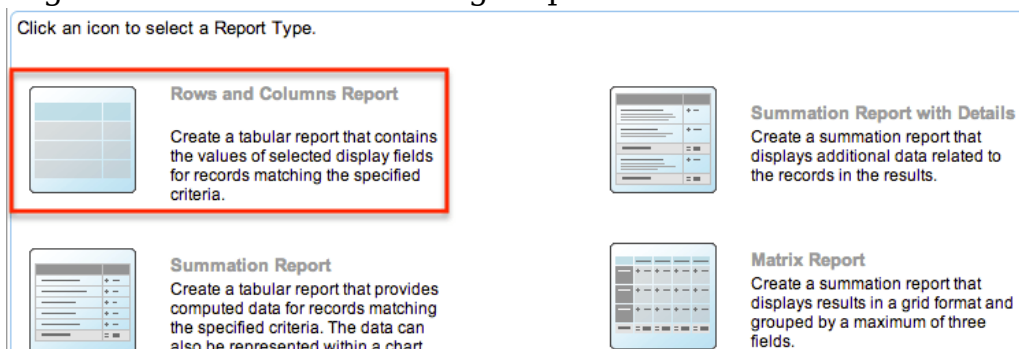 Click an icon to select a Report Type.
Rows and Columns Report
Create a tabular report that contains
the values of selected display fields
for records matching the specified
criteria.
Summation Report with Details
Create a summation report that
displays additional data related to
the records in the results.
Summation Report
Create a tabular report that provides
computed data for records matching
the specified criteria. The data can
also be represented within a chart
Matrix Report
Create a summation report that
displays results in a grid format and
grouped by a maximum of three
fields.